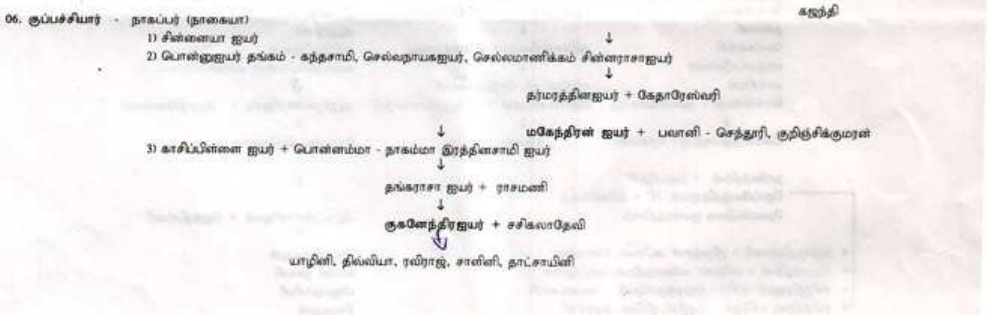 கஜந்தி
06. குப்பச்சியார் - நாகப்பர் (நாகையா)
1) சின்னையா ஐயர் ↓
2) பொன்னுஐயர் தங்கம் - கந்தசாமி, செல்வநாயகஐயர், செல்லமாணிக்கம் சின்னராசாஐயர்
↓
தர்மரத்தினஐயர் + கேதாரேஸ்வரி
↓ மகேந்திரன் ஐயர் + பவானி - செந்தூரி, குறிஞ்சிக்குமரன்
3) காசிப்பிள்ளை ஐயர் + பொன்னம்மா - நாகம்மா இரத்தினசாமி ஐயர்
↓
தங்கராசா ஐயர் + ராசமணி
↓
குகனேந்திரஐயர் + சசிகலாதேவி
↓
யாழினி, திவ்வியா, ரவிராஜ், சாளினி, தாட்சாயினி